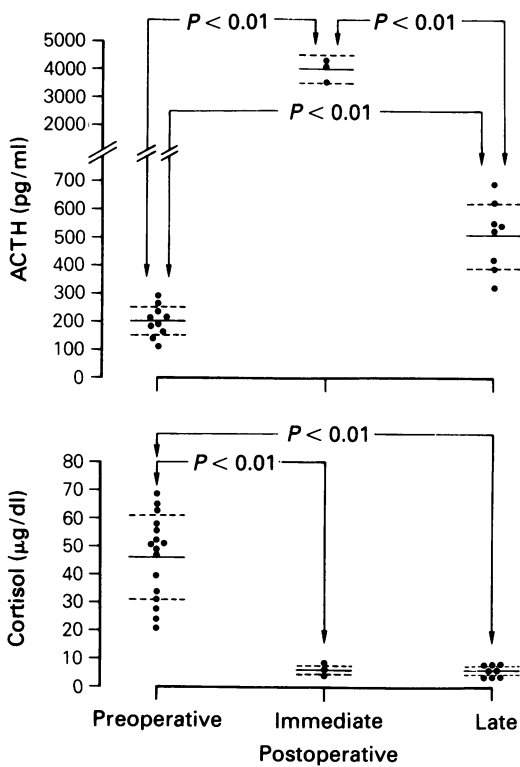 P < 0.01 P < 0.01
5000
4000
3000
2000
P < 0.01
700
600
500
400
300
200
100
0
ACTH (pg/ml)
P < 0.01
80
P < 0.01
70
60
50
40
30
20
10
0
Cortisol (μg/dl)
Preoperative Immediate Late
Postoperative